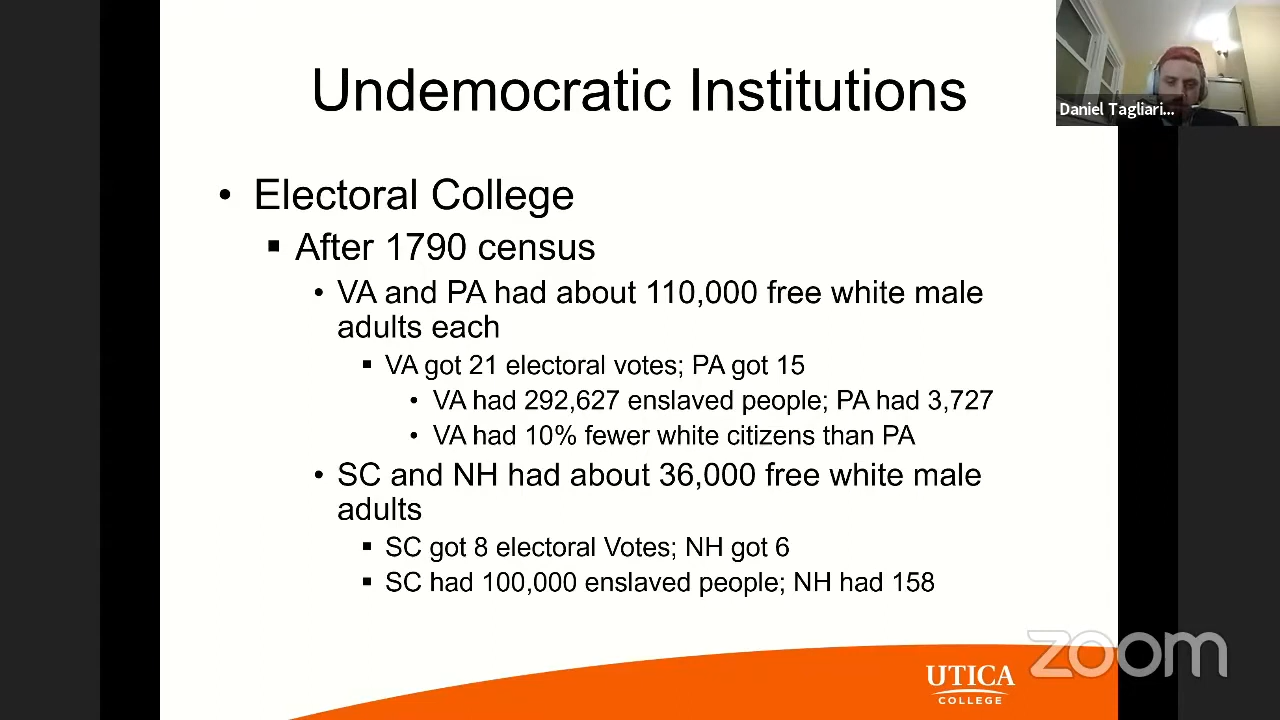 Undemocratic Institutions
Daniel Tagliari...
• Electoral College
▪ After 1790 census
• VA and PA had about 110,000 free white male
adults each
▪ VA got 21 electoral votes; PA got 15
• VA had 292,627 enslaved people; PA had 3,727
• VA had 10% fewer white citizens than PA
• SC and NH had about 36,000 free white male
adults
▪ SC got 8 electoral Votes; NH got 6
▪ SC had 100,000 enslaved people; NH had 158
zoom
UTICA
COLLEGE